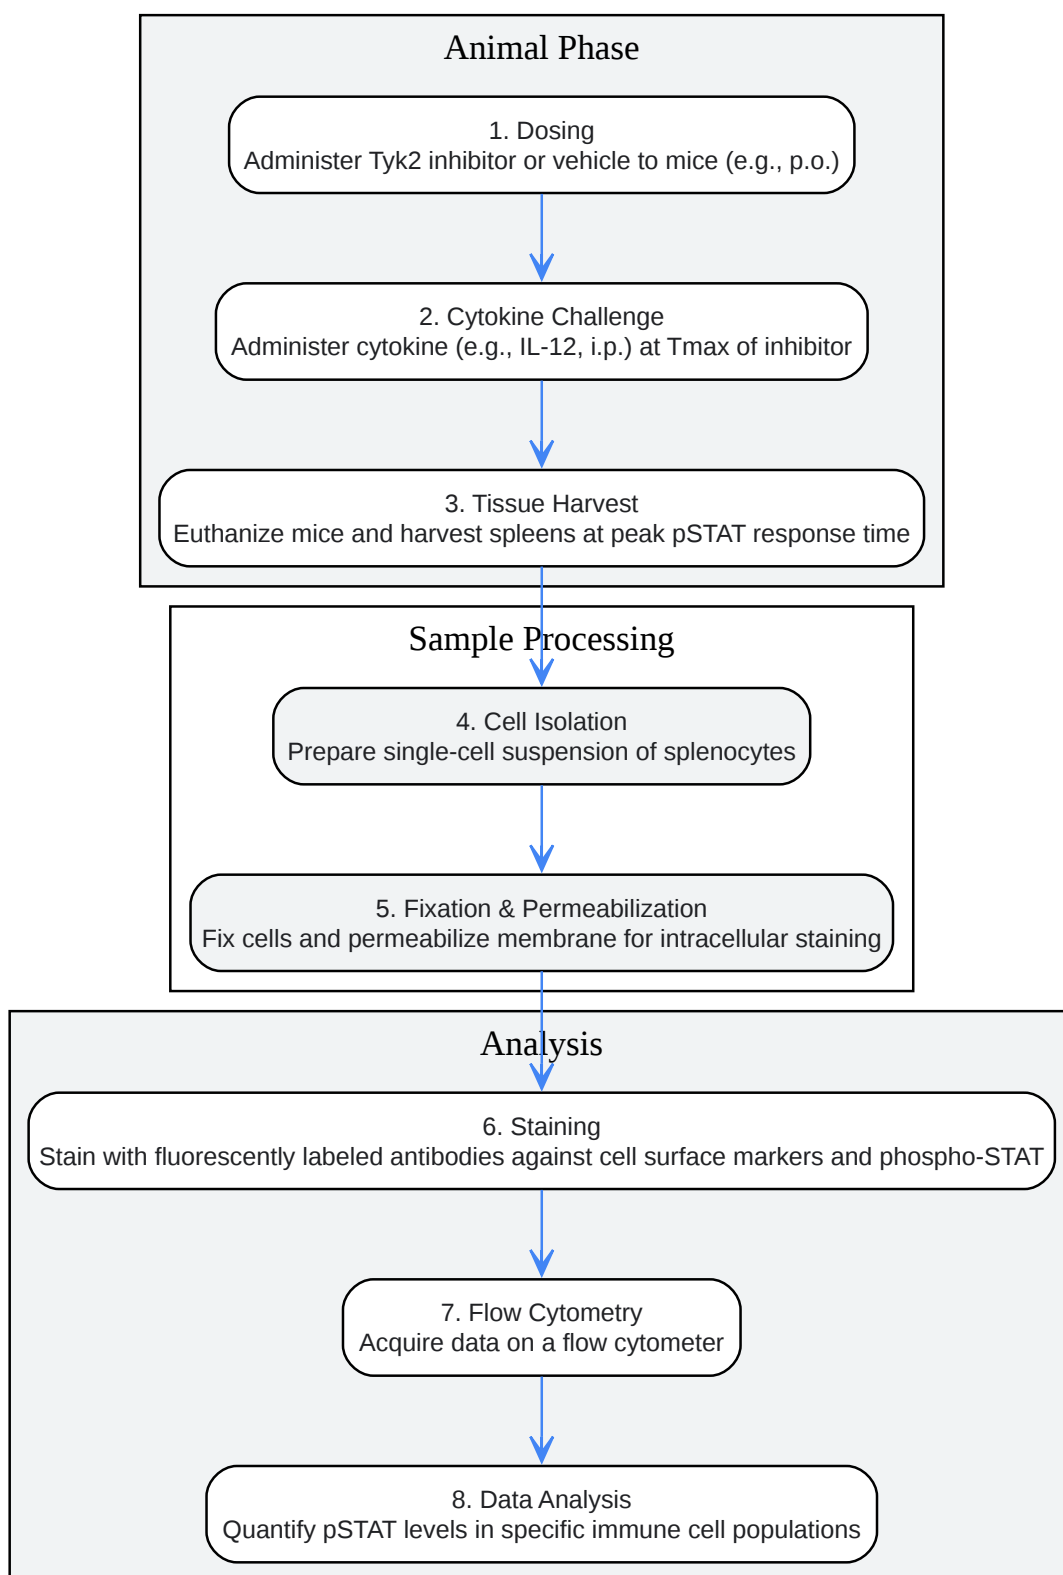 Animal Phase
1. Dosing
Administer Tyk2 inhibitor or vehicle to mice (e.g., p.o.)
2. Cytokine Challenge
Administer cytokine (e.g., IL-12, i.p.) at Tmax of inhibitor
3. Tissue Harvest
Euthanize mice and harvest spleens at peak pSTAT response time
Sample Processing
4. Cell Isolation
Prepare single-cell suspension of splenocytes
5. Fixation & Permeabilization
Fix cells and permeabilize membrane for intracellular staining
Analysis
6. Staining
Stain with fluorescently labeled antibodies against cell surface markers and phospho-STAT
7. Flow Cytometry
Acquire data on a flow cytometer
8. Data Analysis
Quantify pSTAT levels in specific immune cell populations